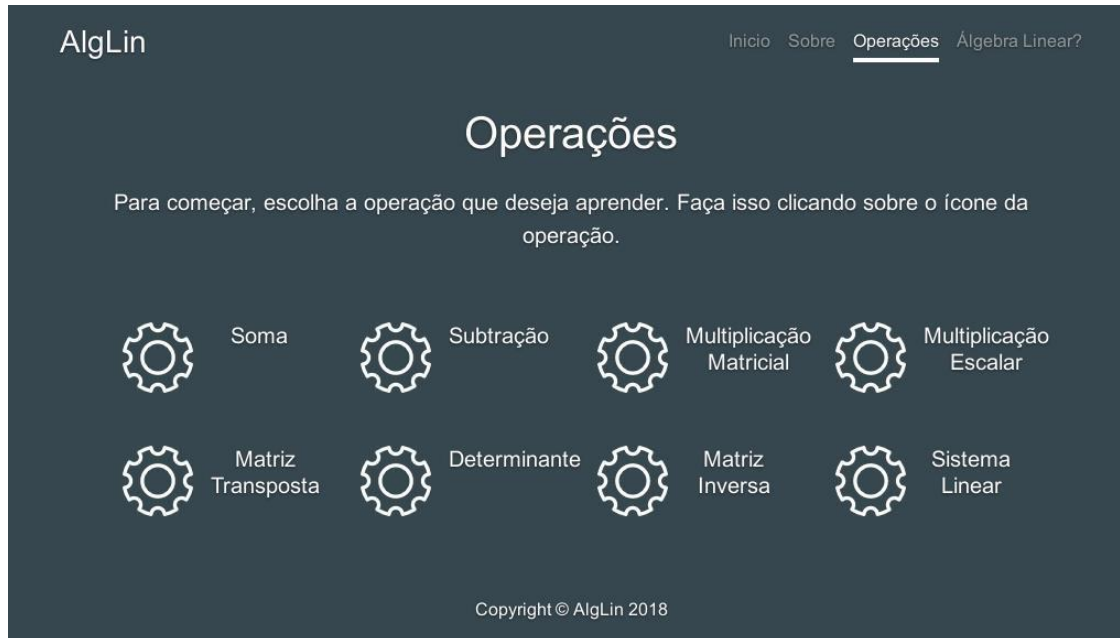 AlgLin
Inicio Sobre Operações Álgebra Linear?
Operações
Para começar, escolha a operação que deseja aprender. Faça isso clicando sobre o ícone da
operação.
Soma
Subtração
Multiplicação
Matricial
Multiplicação
Escalar
Matriz
Transposta
Determinante
Matriz
Inversa
Sistema
Linear
Copyright © AlgLin 2018